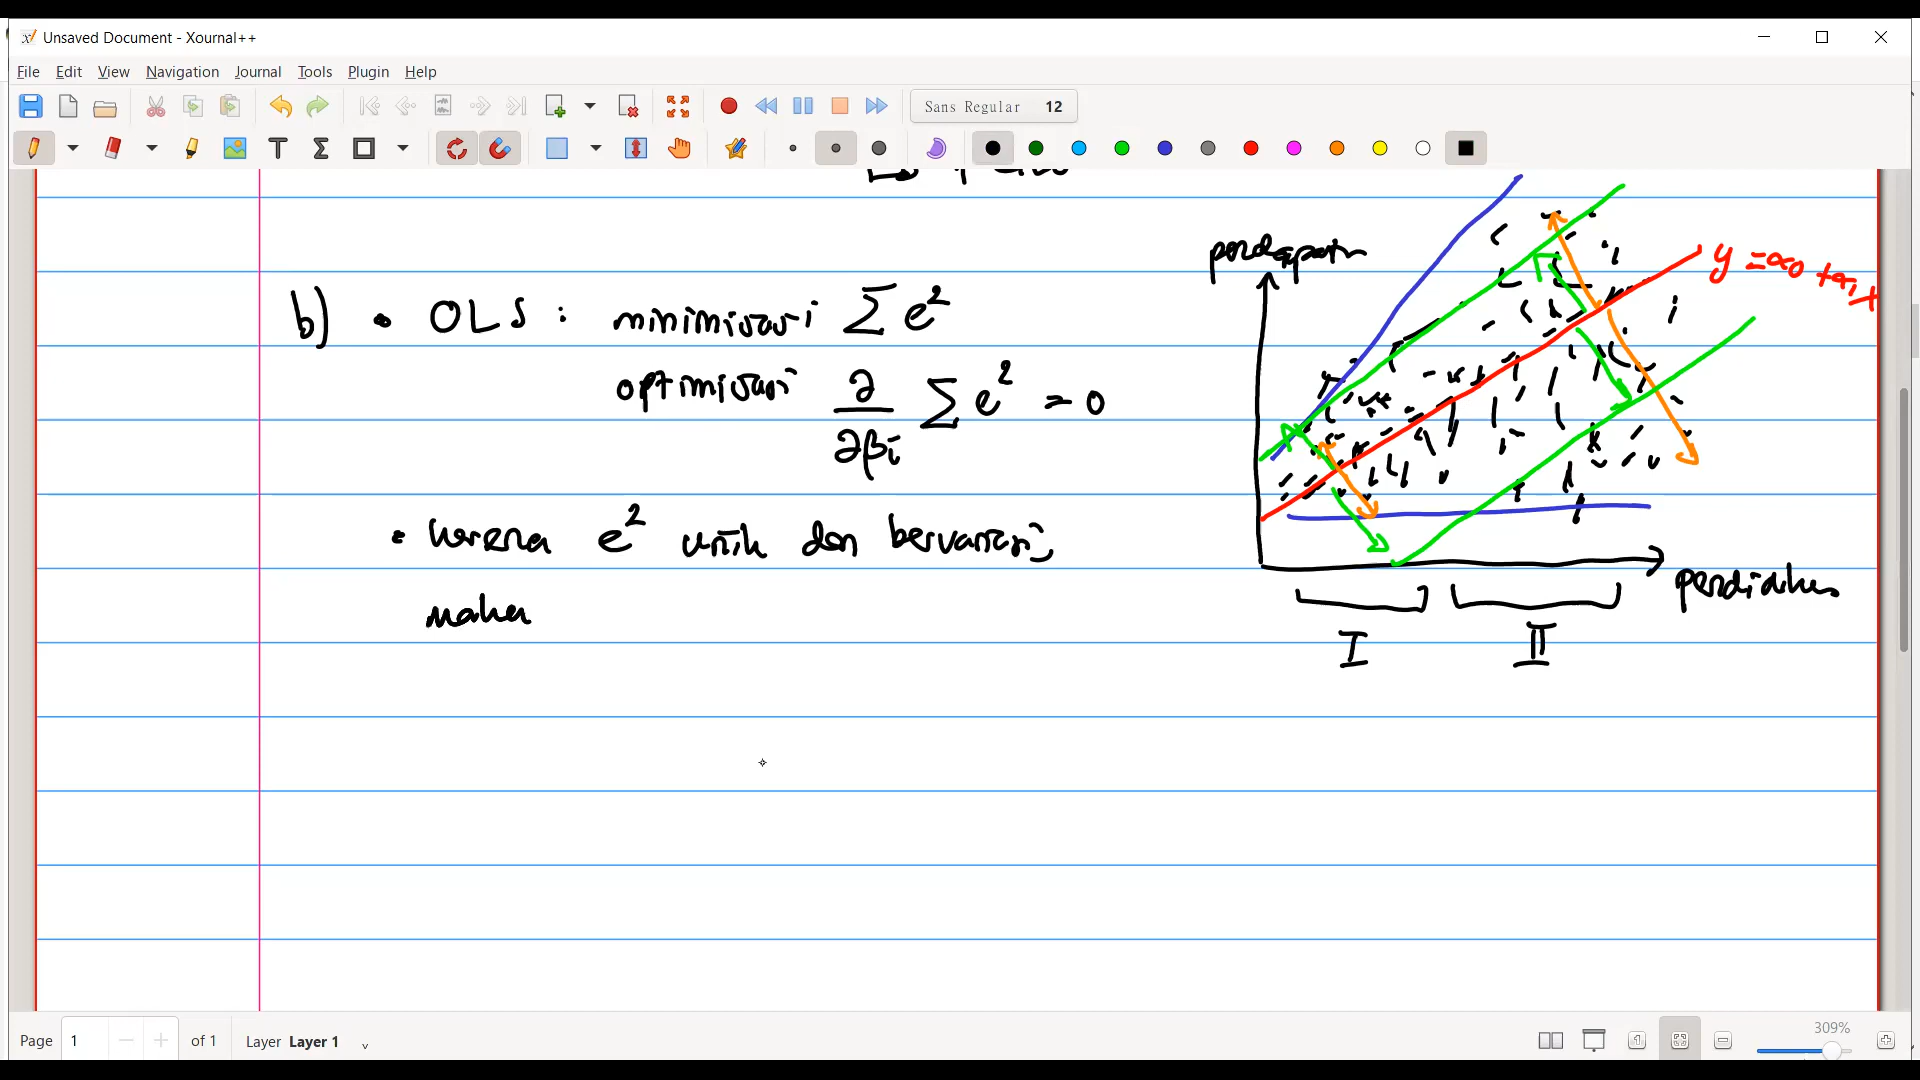 Unsaved Document - Xournal++
File Edit View Navigation Journal Tools Plugin Help
Sans Regular 12
b) • OLS : minimisasi Σ e²
optimisasi ∂/∂βi Σ e² = 0
• karena e² unik dan bervariasi,
maka
pendapatan
y = α0 + α1 x
pendidikan
I II
Page 1 of 1 Layer Layer 1
309%